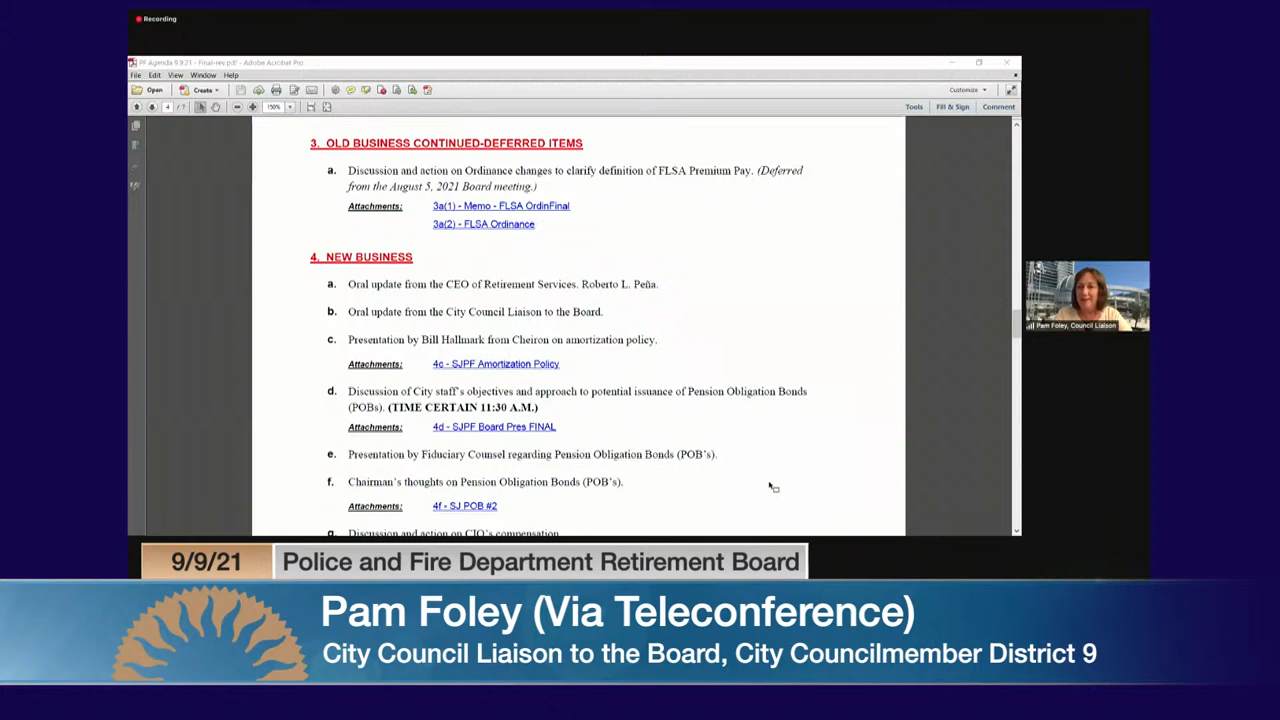 Recording
PF Agenda 9.9.21 - Final-rev.pdf - Adobe Acrobat Pro
File Edit View Window Help
Open Create Customize
4 / 7 150% Tools Fill & Sign Comment
3. OLD BUSINESS CONTINUED-DEFERRED ITEMS
a. Discussion and action on Ordinance changes to clarify definition of FLSA Premium Pay. (Deferred
from the August 5, 2021 Board meeting.)
Attachments: 3a(1) - Memo - FLSA OrdinFinal
3a(2) - FLSA Ordinance
4. NEW BUSINESS
a. Oral update from the CEO of Retirement Services. Roberto L. Peña.
b. Oral update from the City Council Liaison to the Board.
c. Presentation by Bill Hallmark from Cheiron on amortization policy.
Attachments: 4c - SJPF Amortization Policy
d. Discussion of City staff's objectives and approach to potential issuance of Pension Obligation Bonds
(POBs). (TIME CERTAIN 11:30 A.M.)
Attachments: 4d - SJPF Board Pres FINAL
e. Presentation by Fiduciary Counsel regarding Pension Obligation Bonds (POB's).
f. Chairman's thoughts on Pension Obligation Bonds (POB's).
Attachments: 4f - SJ POB #2
g. Discussion and action on CIO's compensation
Pam Foley, Council Liaison
9/9/21 Police and Fire Department Retirement Board
Pam Foley (Via Teleconference)
City Council Liaison to the Board, City Councilmember District 9